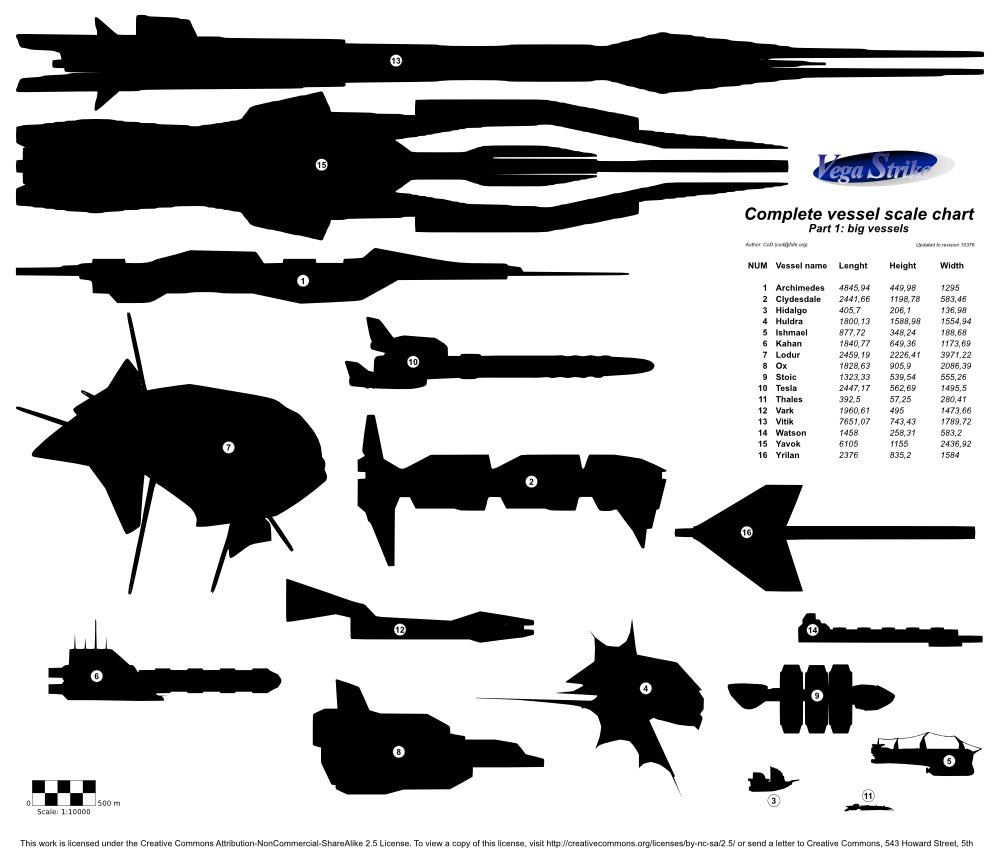 13
15
Vega Strike
Complete vessel scale chart
Part 1: big vessels
Author: CoD (cod@hife.org) Updated to revision 10376
NUM Vessel name Lenght Height Width
1 Archimedes 4845,94 449,98 1295
2 Clydesdale 2441,66 1198,78 583,46
3 Hidalgo 405,7 206,1 136,98
4 Huldra 1800,13 1588,98 1554,94
5 Ishmael 877,72 348,24 188,68
6 Kahan 1840,77 649,36 1173,69
7 Lodur 2459,19 2226,41 3971,22
8 Ox 1828,63 905,9 2086,39
9 Stoic 1323,33 539,54 555,26
10 Tesla 2447,17 562,69 1495,5
11 Thales 392,5 57,25 280,41
12 Vark 1960,61 495 1473,66
13 Vitik 7651,07 743,43 1789,72
14 Watson 1458 258,31 583,2
15 Yavok 6105 1155 2436,92
16 Yrilan 2376 835,2 1584
1
10
7
2
16
12
14
6
4
9
8
5
3
11
0 500 m
Scale: 1:10000
This work is licensed under the Creative Commons Attribution-NonCommercial-ShareAlike 2.5 License. To view a copy of this license, visit http://creativecommons.org/licenses/by-nc-sa/2.5/ or send a letter to Creative Commons, 543 Howard Street, 5th